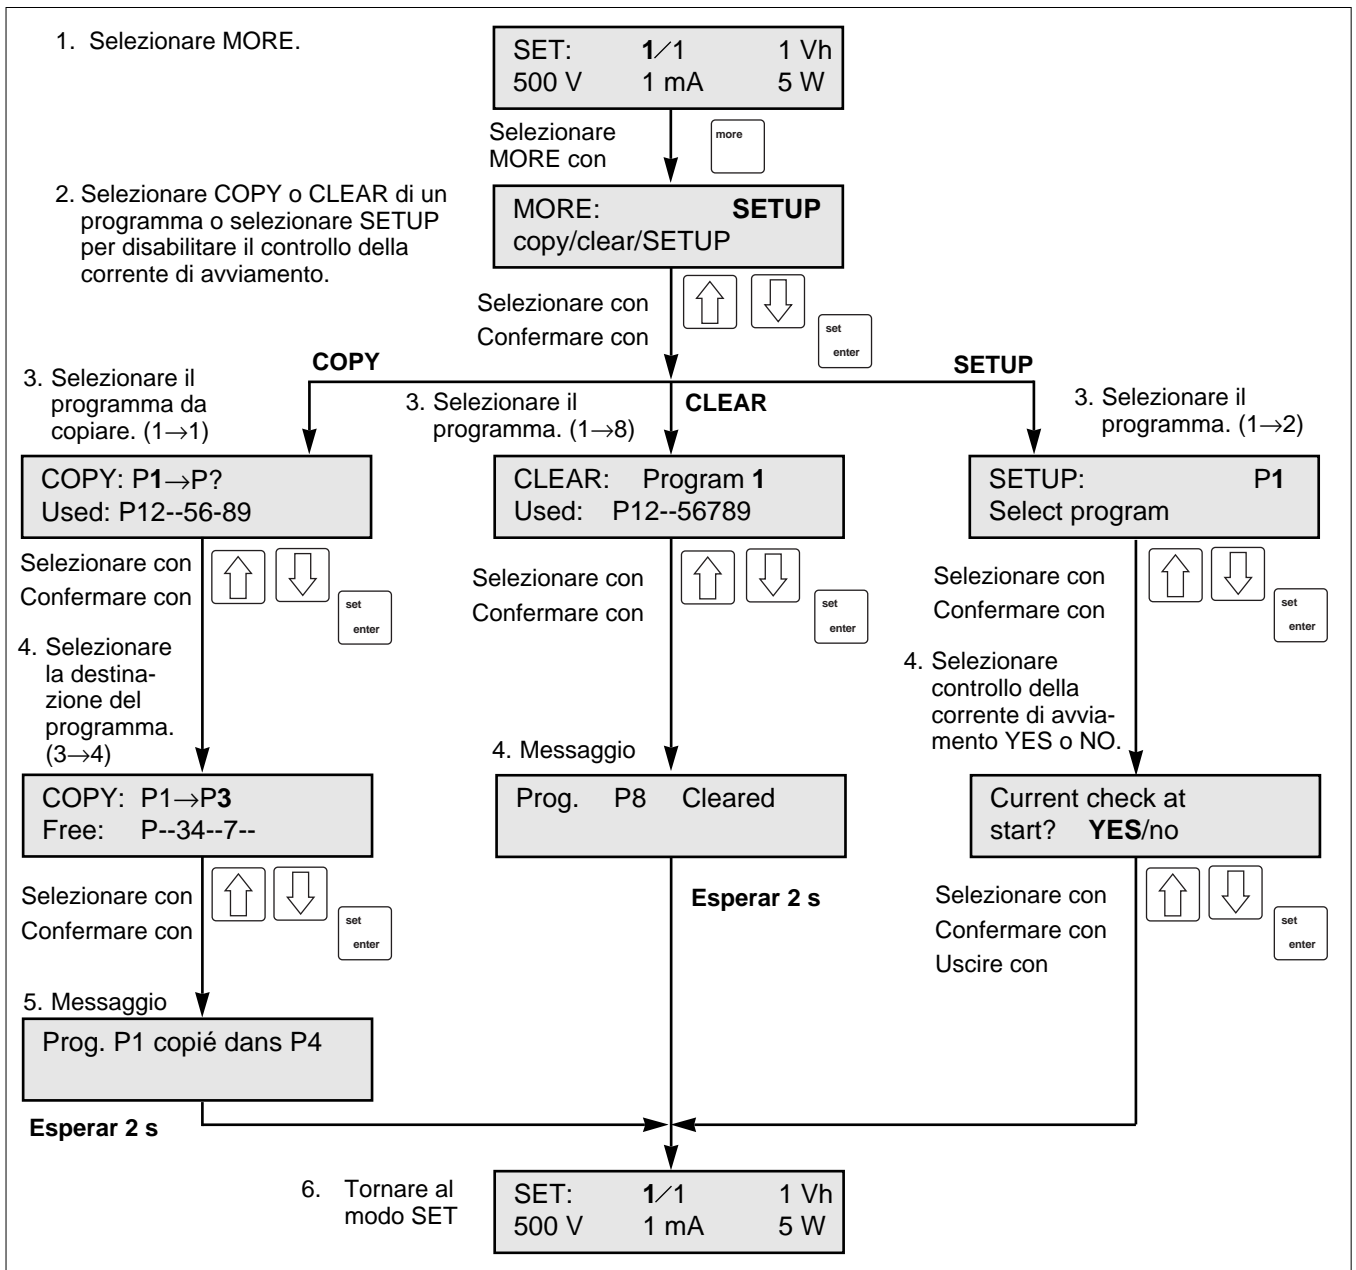 1. Selezionare MORE.
SET: 1/1 1 Vh
500 V 1 mA 5 W
Selezionare
MORE con
more
2. Selezionare COPY o CLEAR di un
programma o selezionare SETUP
per disabilitare il controllo della
corrente di avviamento.
MORE: SETUP
copy/clear/SETUP
Selezionare con
Confermare con
set
enter
COPY
CLEAR
SETUP
3. Selezionare il
programma da
copiare. (1→1)
COPY: P1→P?
Used: P12--56-89
Selezionare con
Confermare con
set
enter
4. Selezionare
la destina-
zione del
programma.
(3→4)
COPY: P1→P3
Free: P--34--7--
Selezionare con
Confermare con
set
enter
5. Messaggio
Prog. P1 copié dans P4
Esperar 2 s
3. Selezionare il
programma. (1→8)
CLEAR: Program 1
Used: P12--56789
Selezionare con
Confermare con
set
enter
4. Messaggio
Prog. P8 Cleared
Esperar 2 s
3. Selezionare il
programma. (1→2)
SETUP: P1
Select program
Selezionare con
Confermare con
set
enter
4. Selezionare
controllo della
corrente di avvia-
mento YES o NO.
Current check at
start? YES/no
Selezionare con
Confermare con
Uscire con
set
enter
6. Tornare al
modo SET
SET: 1/1 1 Vh
500 V 1 mA 5 W